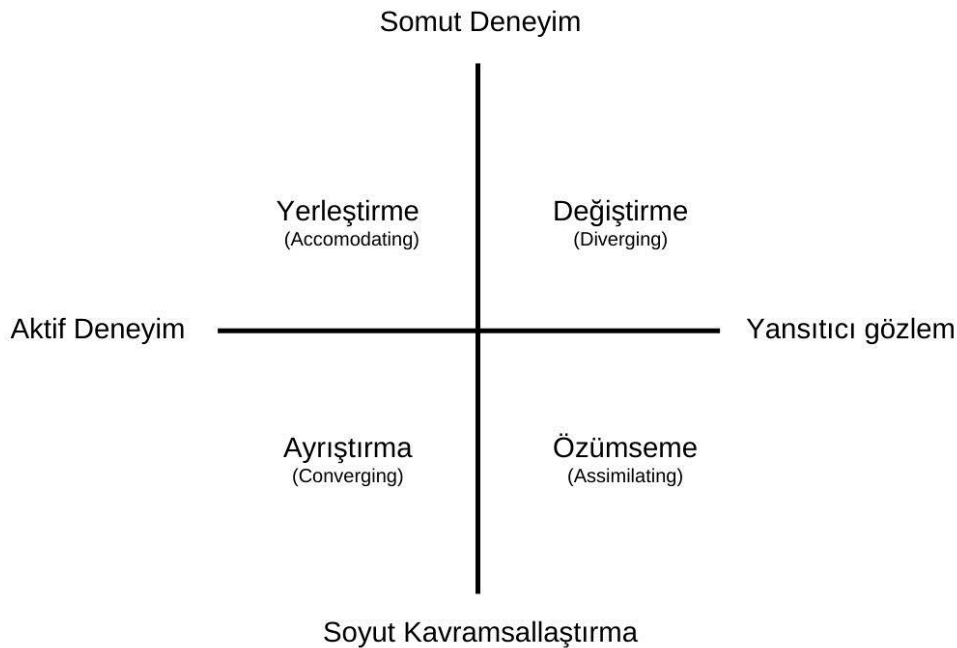 Somut Deneyim
Yerleştirme
(Accomodating)
Değiştirme
(Diverging)
Aktif Deneyim
Yansıtıcı gözlem
Ayrıştırma
(Converging)
Özümseme
(Assimilating)
Soyut Kavramsallaştırma